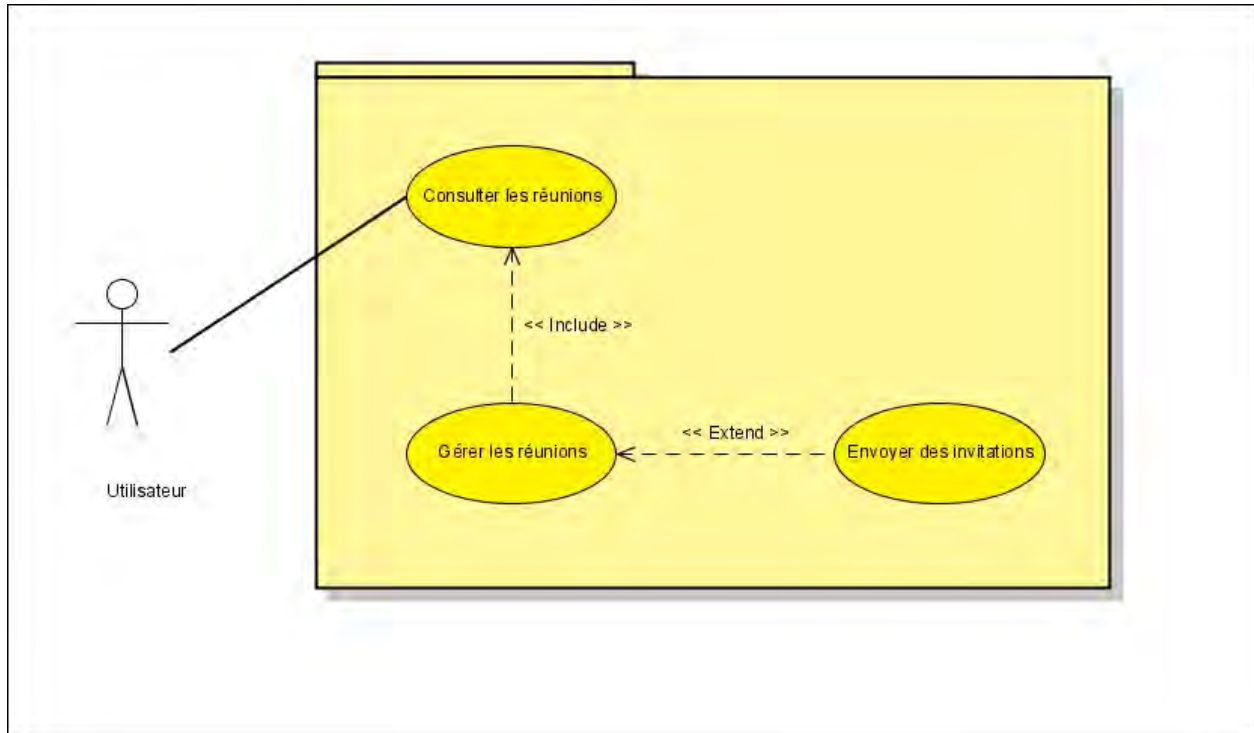 Consulter les réunions
<< Include >>
<< Extend >>
Gérer les réunions
Envoyer des invitations
Utilisateur